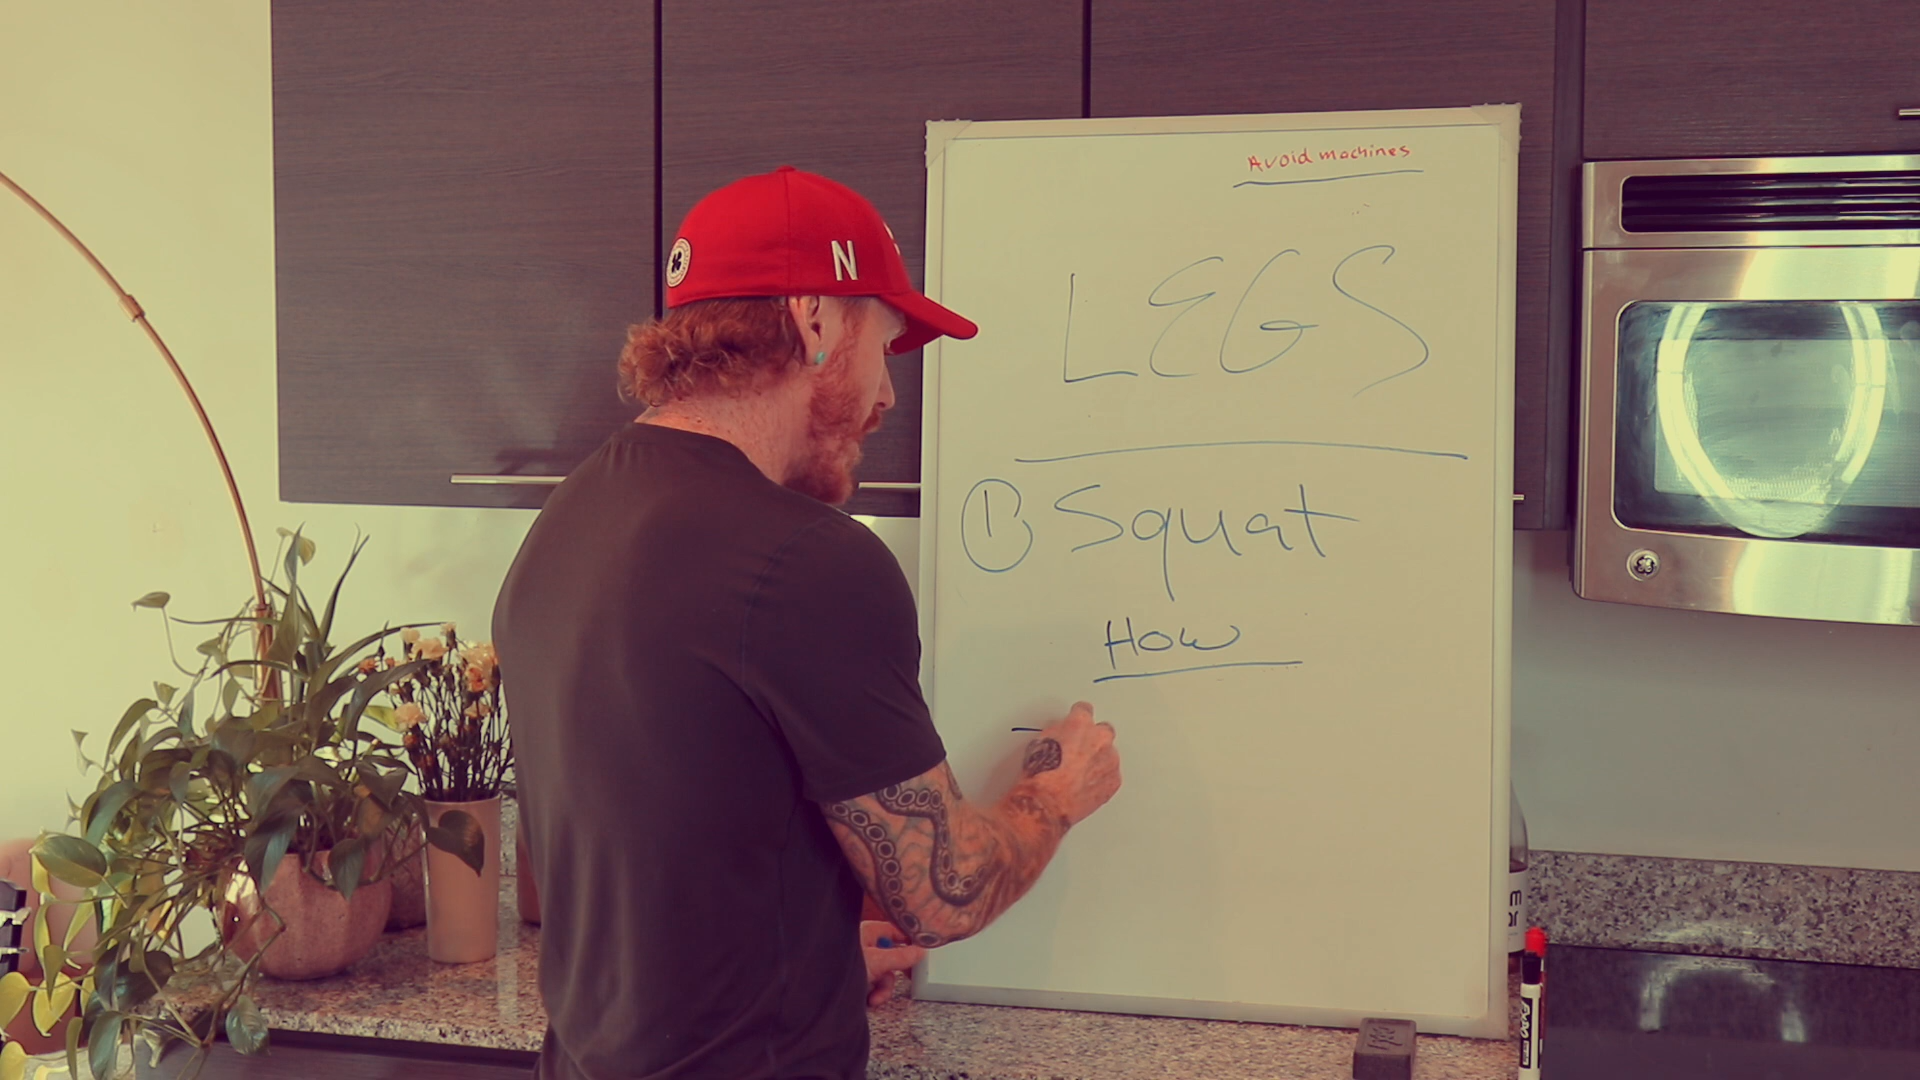 Avoid machines
LEGS
① Squat
How
-
N